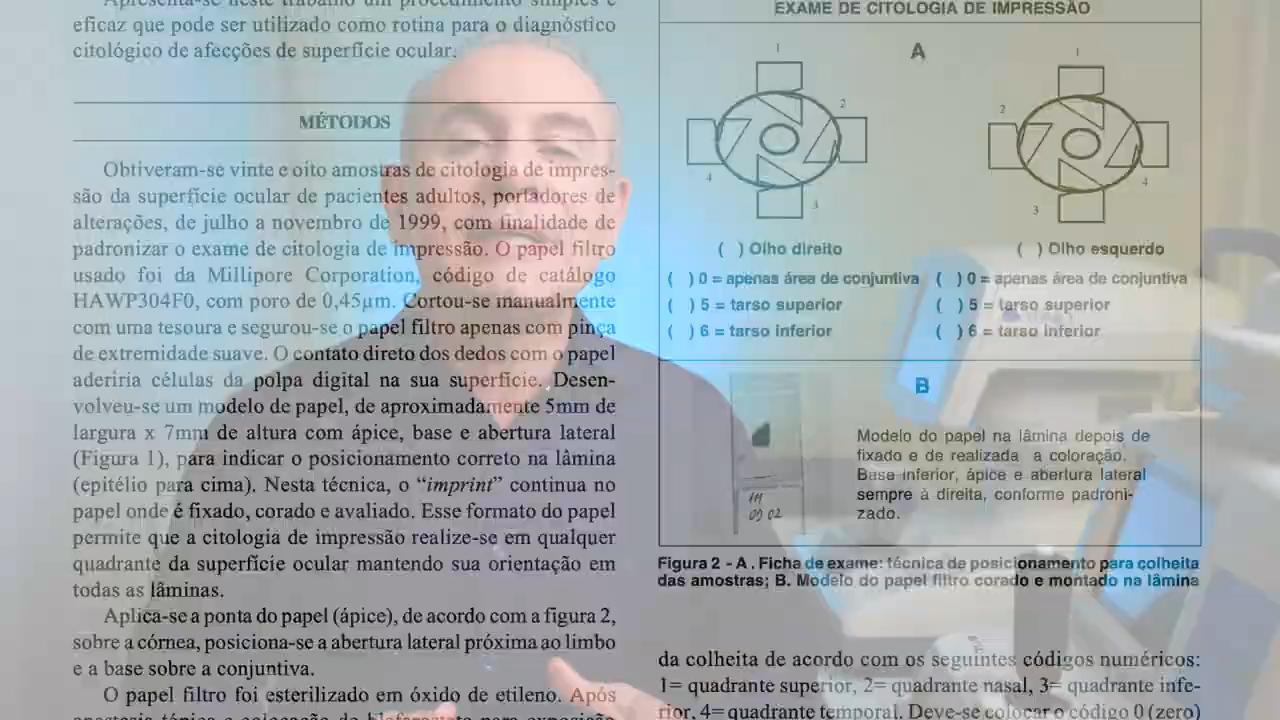 Apresenta-se neste trabalho um procedimento simples e
eficaz que pode ser utilizado como rotina para o diagnóstico
citológico de afecções de superfície ocular.
MÉTODOS
Obtiveram-se vinte e oito amostras de citologia de impres-
são da superfície ocular de pacientes adultos, portadores de
alterações, de julho a novembro de 1999, com finalidade de
padronizar o exame de citologia de impressão. O papel filtro
usado foi da Millipore Corporation, código de catálogo
HAWP304F0, com poro de 0,45µm. Cortou-se manualmente
com uma tesoura e segurou-se o papel filtro apenas com pinça
de extremidade suave. O contato direto dos dedos com o papel
aderiria células da polpa digital na sua superfície. Desen-
volveu-se um modelo de papel, de aproximadamente 5mm de
largura x 7mm de altura com ápice, base e abertura lateral
(Figura 1), para indicar o posicionamento correto na lâmina
(epitélio para cima). Nesta técnica, o “imprint” continua no
papel onde é fixado, corado e avaliado. Esse formato do papel
permite que a citologia de impressão realize-se em qualquer
quadrante da superfície ocular mantendo sua orientação em
todas as lâminas.
Aplica-se a ponta do papel (ápice), de acordo com a figura 2,
sobre a córnea, posiciona-se a abertura lateral próxima ao limbo
e a base sobre a conjuntiva.
O papel filtro foi esterilizado em óxido de etileno. Após
EXAME DE CITOLOGIA DE IMPRESSÃO
A
1
2
4
3
1
2
4
3
( ) Olho direito
( ) Olho esquerdo
( ) 0 = apenas área de conjuntiva
( ) 0 = apenas área de conjuntiva
( ) 5 = tarso superior
( ) 5 = tarso superior
( ) 6 = tarso inferior
( ) 6 = tarso inferior
B
Modelo do papel na lâmina depois de
fixado e de realizada a coloração.
Base inferior, ápice e abertura lateral
sempre à direita, conforme padroni-
zado.
09 02
Figura 2 - A . Ficha de exame: técnica de posicionamento para colheita
das amostras; B. Modelo do papel filtro corado e montado na lâmina
da colheita de acordo com os seguintes códigos numéricos:
1= quadrante superior, 2= quadrante nasal, 3= quadrante infe-
rior, 4= quadrante temporal. Deve-se colocar o código 0 (zero)